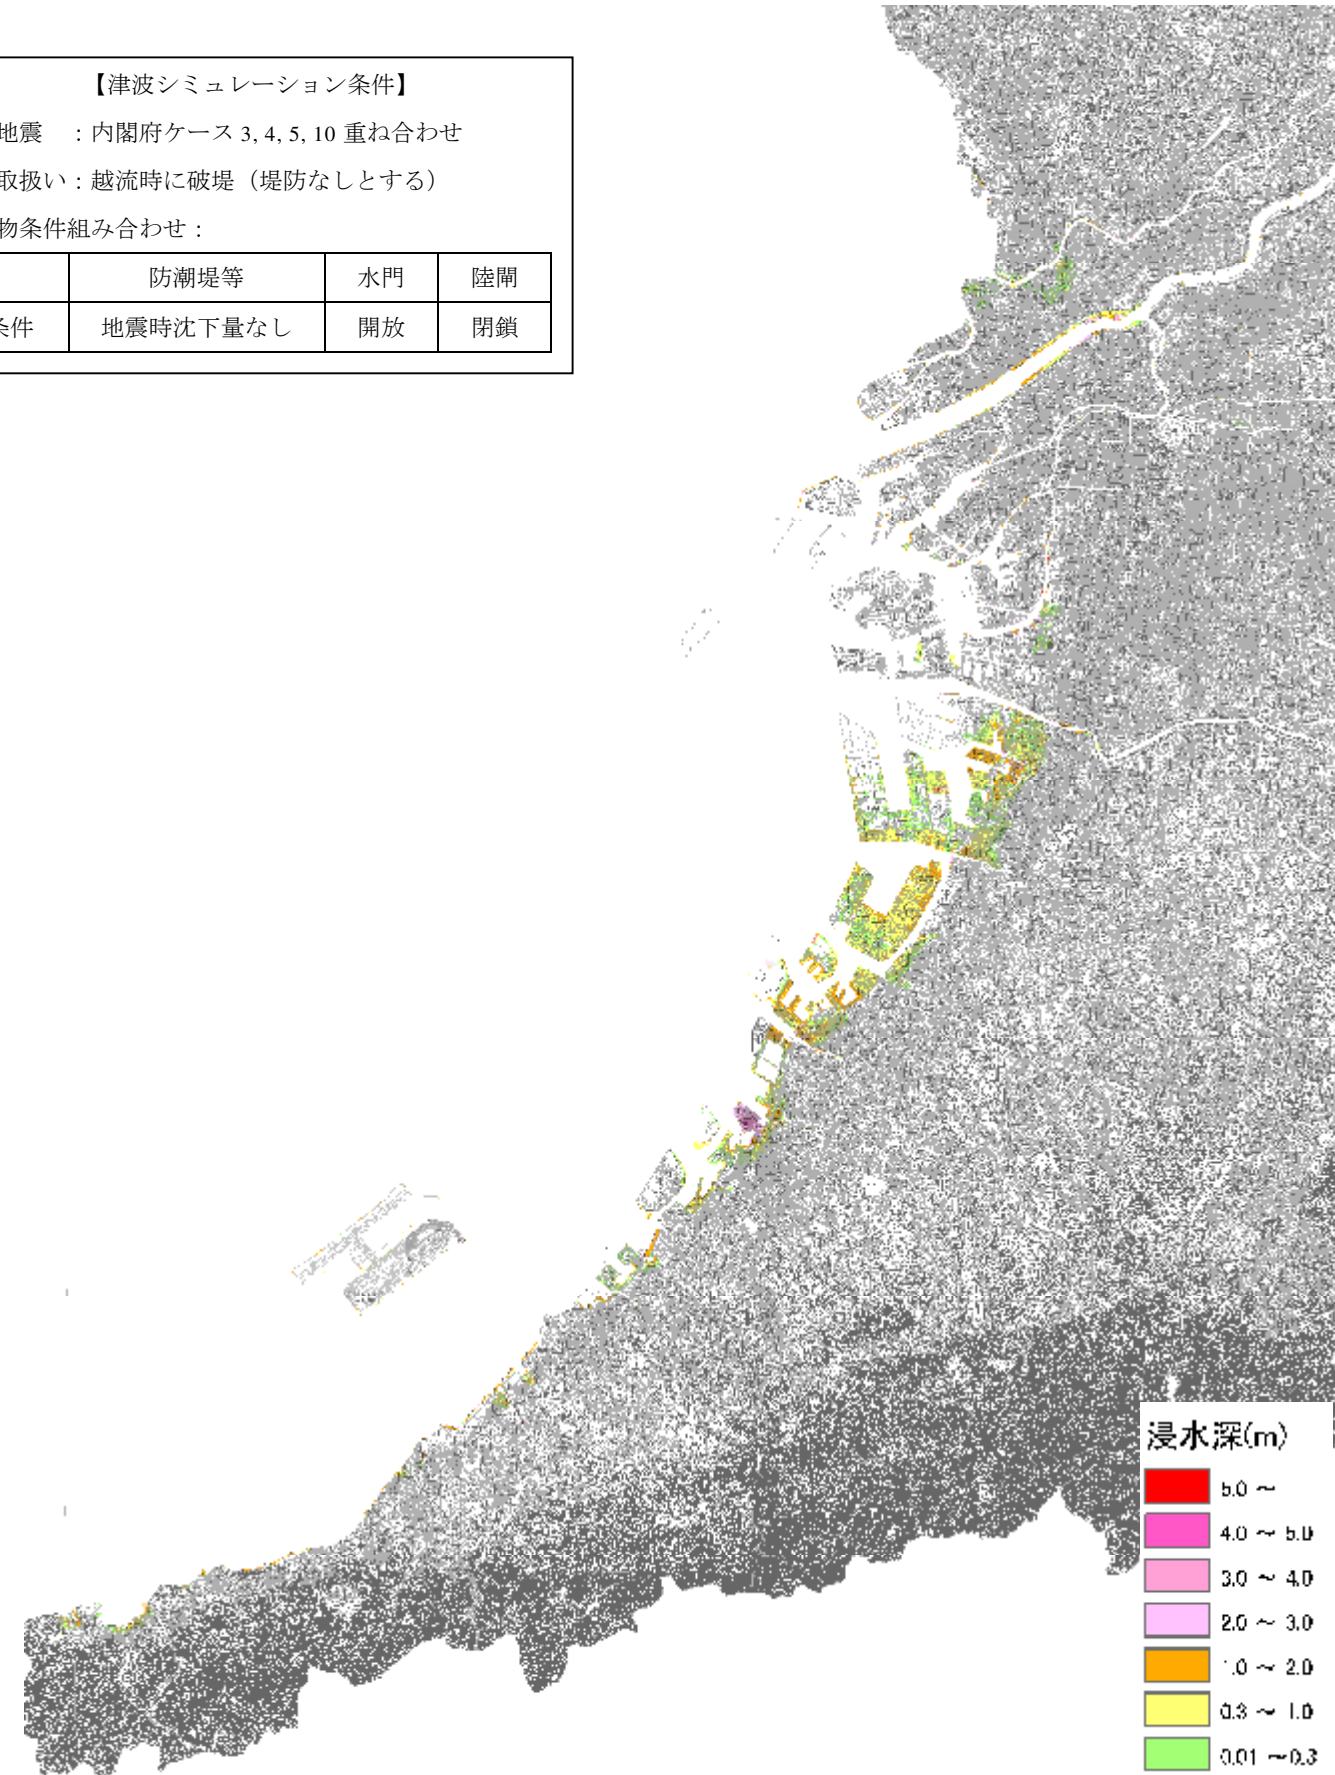 【津波シミュレーション条件】
地震 ：内閣府ケース 3, 4, 5, 10 重ね合わせ
取扱い：越流時に破堤（堤防なしとする）
物条件組み合わせ：
防潮堤等 水門 陸閘
条件 地震時沈下量なし 開放 閉鎖
浸水深(m)
5.0 ～
4.0 ～ 5.0
3.0 ～ 4.0
2.0 ～ 3.0
1.0 ～ 2.0
0.3 ～ 1.0
0.01 ～0.3